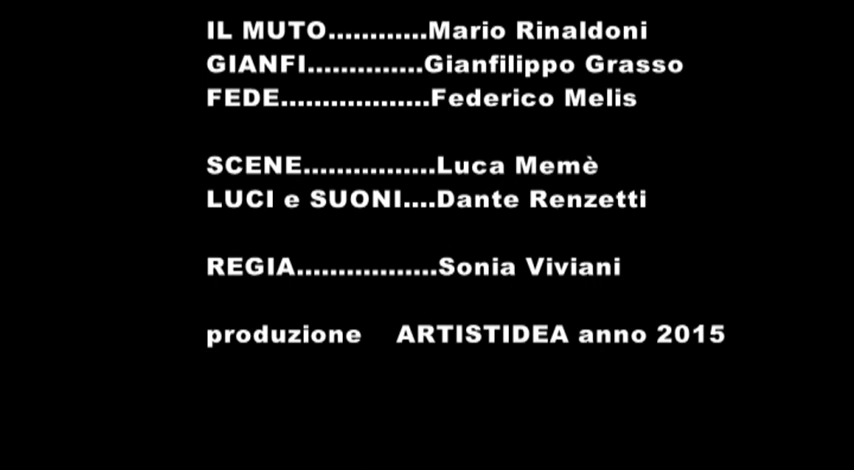 IL MUTO............Mario Rinaldoni
GIANFI..............Gianfilippo Grasso
FEDE..................Federico Melis
SCENE................Luca Memè
LUCI e SUONI....Dante Renzetti
REGIA.................Sonia Viviani
produzione ARTISTIDEA anno 2015